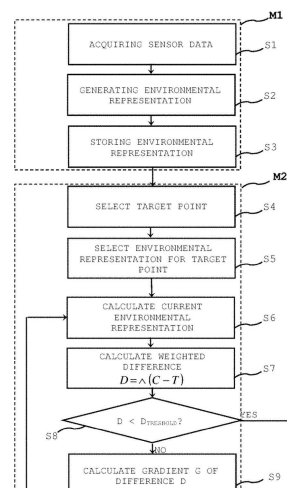 M1
ACQUIRING SENSOR DATA
S1
GENERATING ENVIRONMENTAL
REPRESENTATION
S2
STORING ENVIRONMENTAL
REPRESENTATION
S3
M2
SELECT TARGET POINT
S4
SELECT ENVIRONMENTAL
REPRESENTATION FOR TARGET
POINT
S5
CALCULATE CURRENT
ENVIRONMENTAL
REPRESENTATION
S6
CALCULATE WEIGHTED
DIFFERENCE
D=∧(C−T)
S7
D < DTRESHOLD?
YES
S8
NO
CALCULATE GRADIENT G OF
DIFFERENCE D
S9